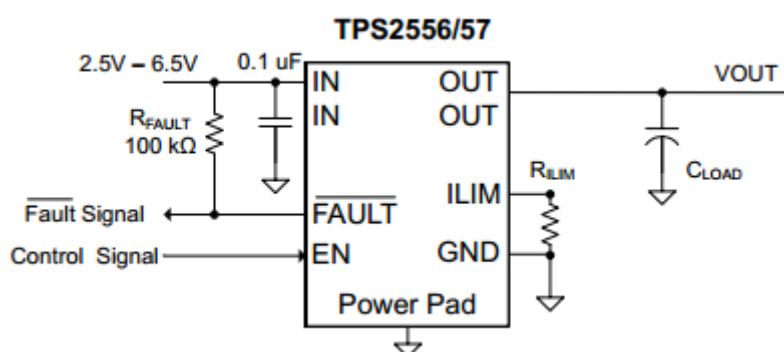 TPS2556/57
2.5V – 6.5V
0.1 uF
IN
OUT
VOUT
IN
OUT
RFAULT
100 kΩ
RILIM
CLOAD
ILIM
Fault Signal
FAULT
Control Signal
EN
GND
Power Pad